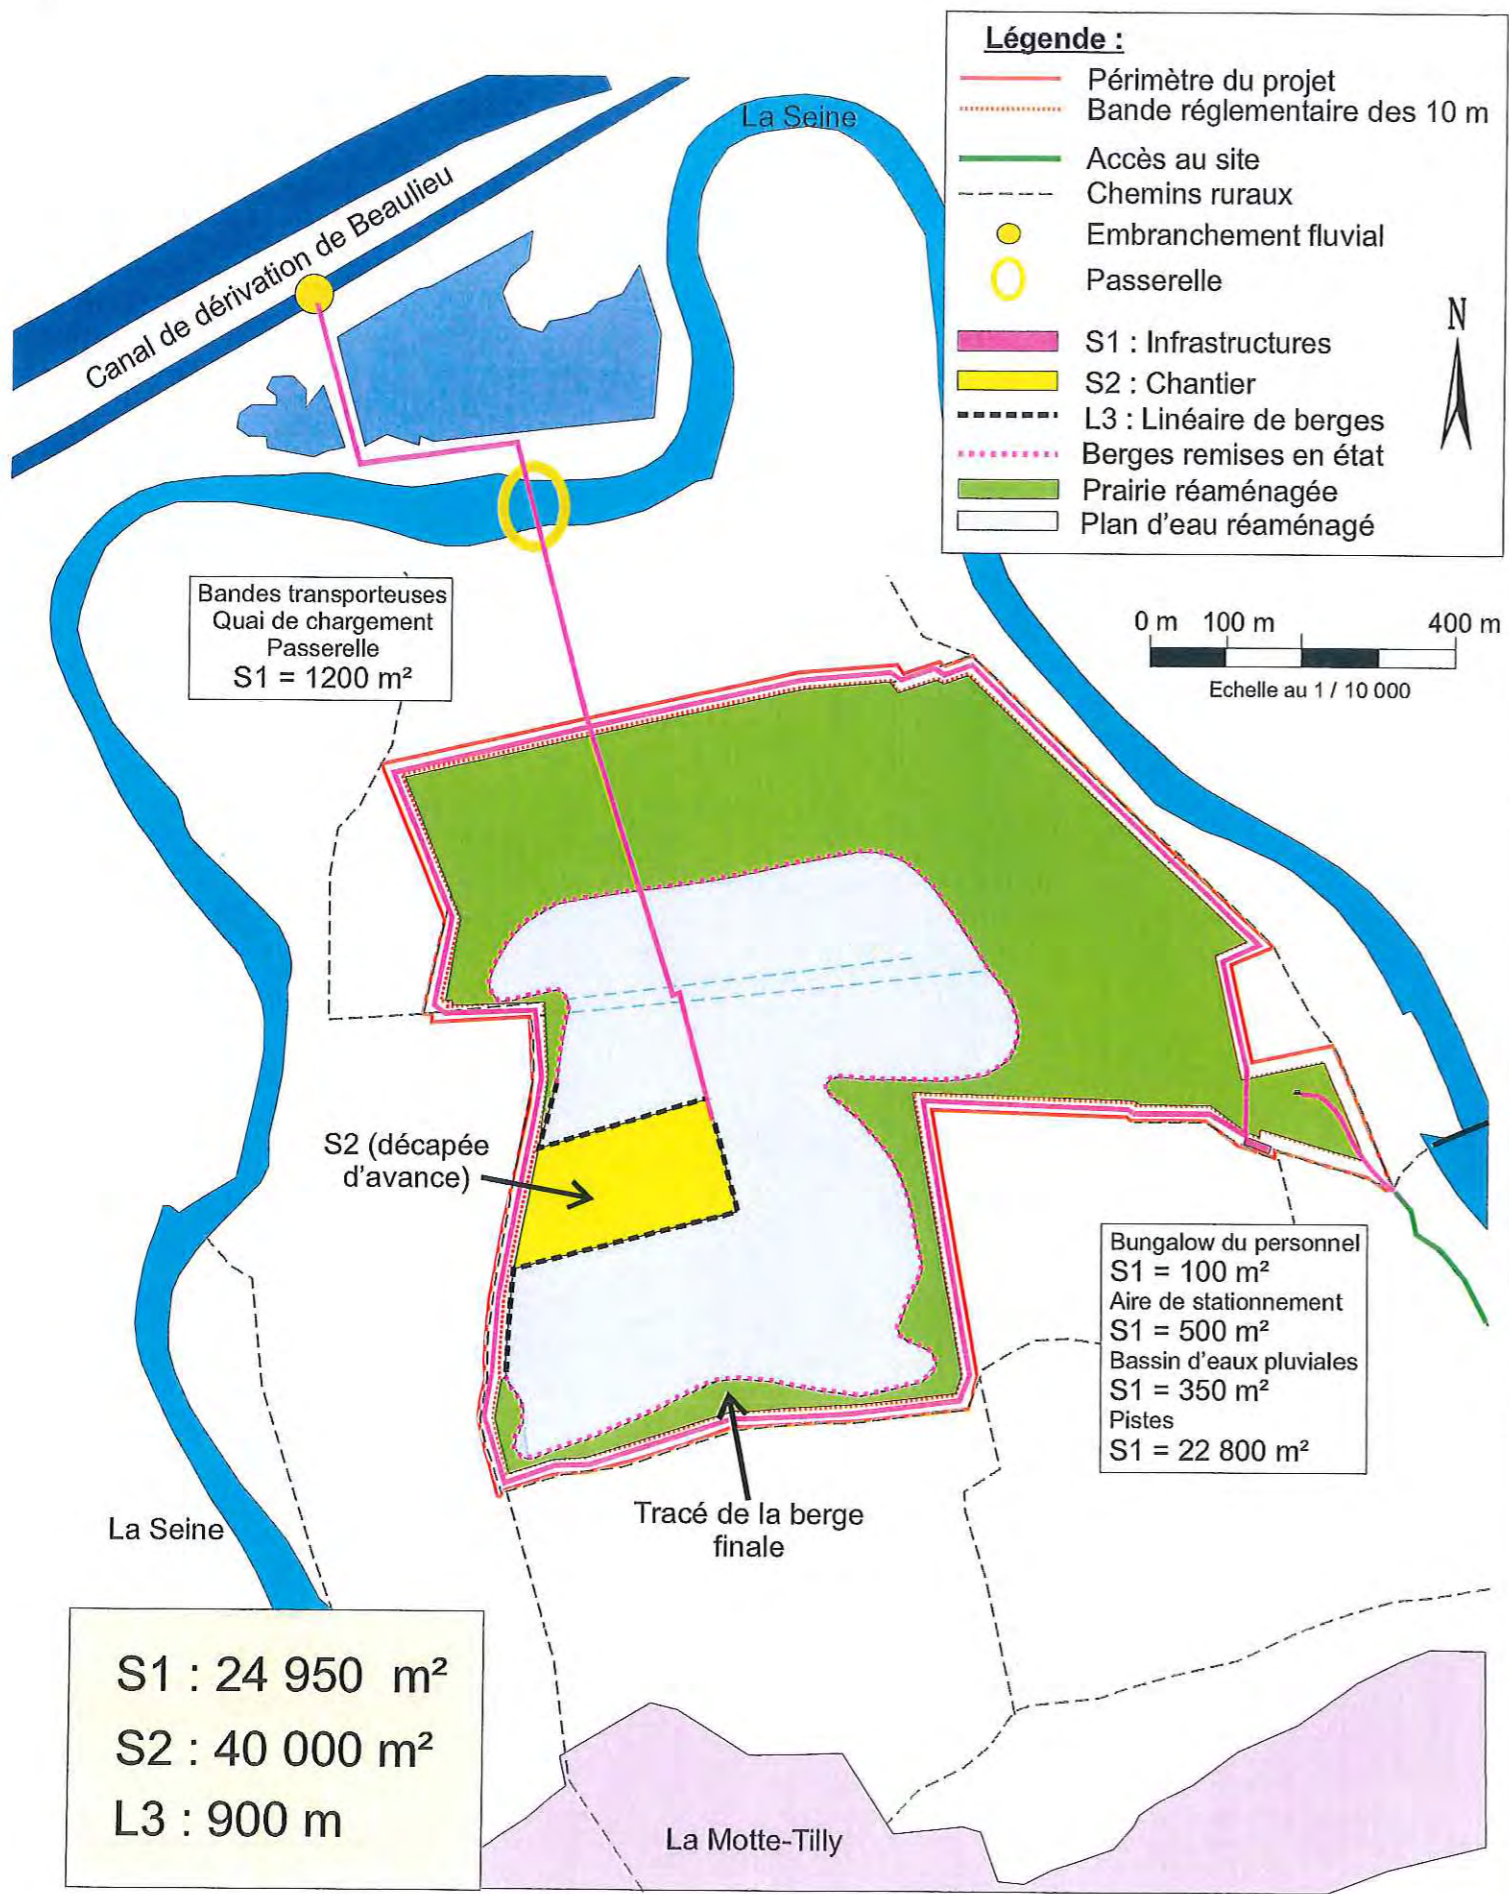 Légende :
Périmètre du projet
Bande réglementaire des 10 m
Accès au site
Chemins ruraux
Embranchement fluvial
Passerelle
S1 : Infrastructures
S2 : Chantier
L3 : Linéaire de berges
Berges remises en état
Prairie réaménagée
Plan d'eau réaménagé
N
La Seine
Canal de dérivation de Beaulieu
0 m 100 m 400 m
Echelle au 1 / 10 000
Bandes transporteuses
Quai de chargement
Passerelle
S1 = 1200 m²
S2 (décapée
d'avance)
Bungalow du personnel
S1 = 100 m²
Aire de stationnement
S1 = 500 m²
Bassin d'eaux pluviales
S1 = 350 m²
Pistes
S1 = 22 800 m²
Tracé de la berge
finale
La Seine
S1 : 24 950 m²
S2 : 40 000 m²
L3 : 900 m
La Motte-Tilly